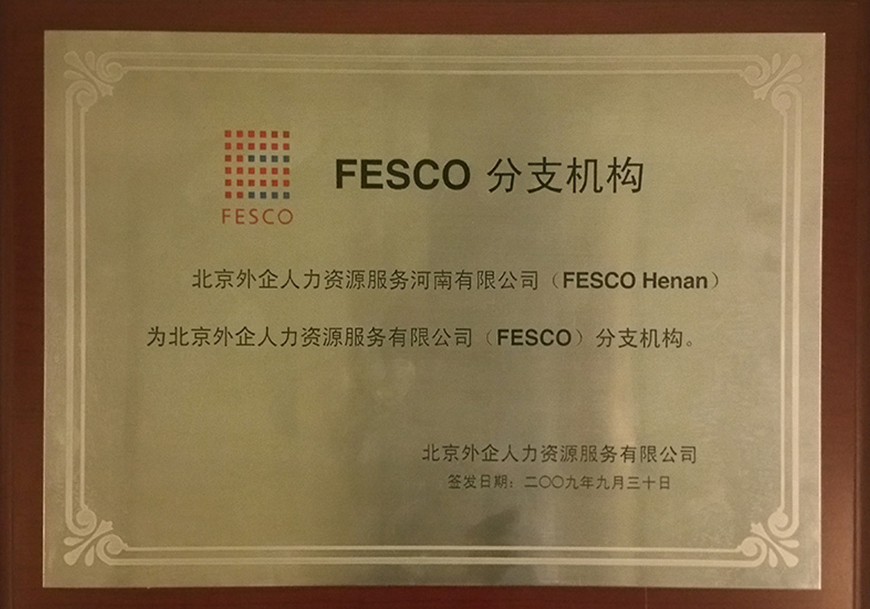 FESCO
FESCO 分支机构
北京外企人力资源服务河南有限公司（FESCO Henan）
为北京外企人力资源服务有限公司（FESCO）分支机构。
北京外企人力资源服务有限公司
签发日期：二〇〇九年九月三十日